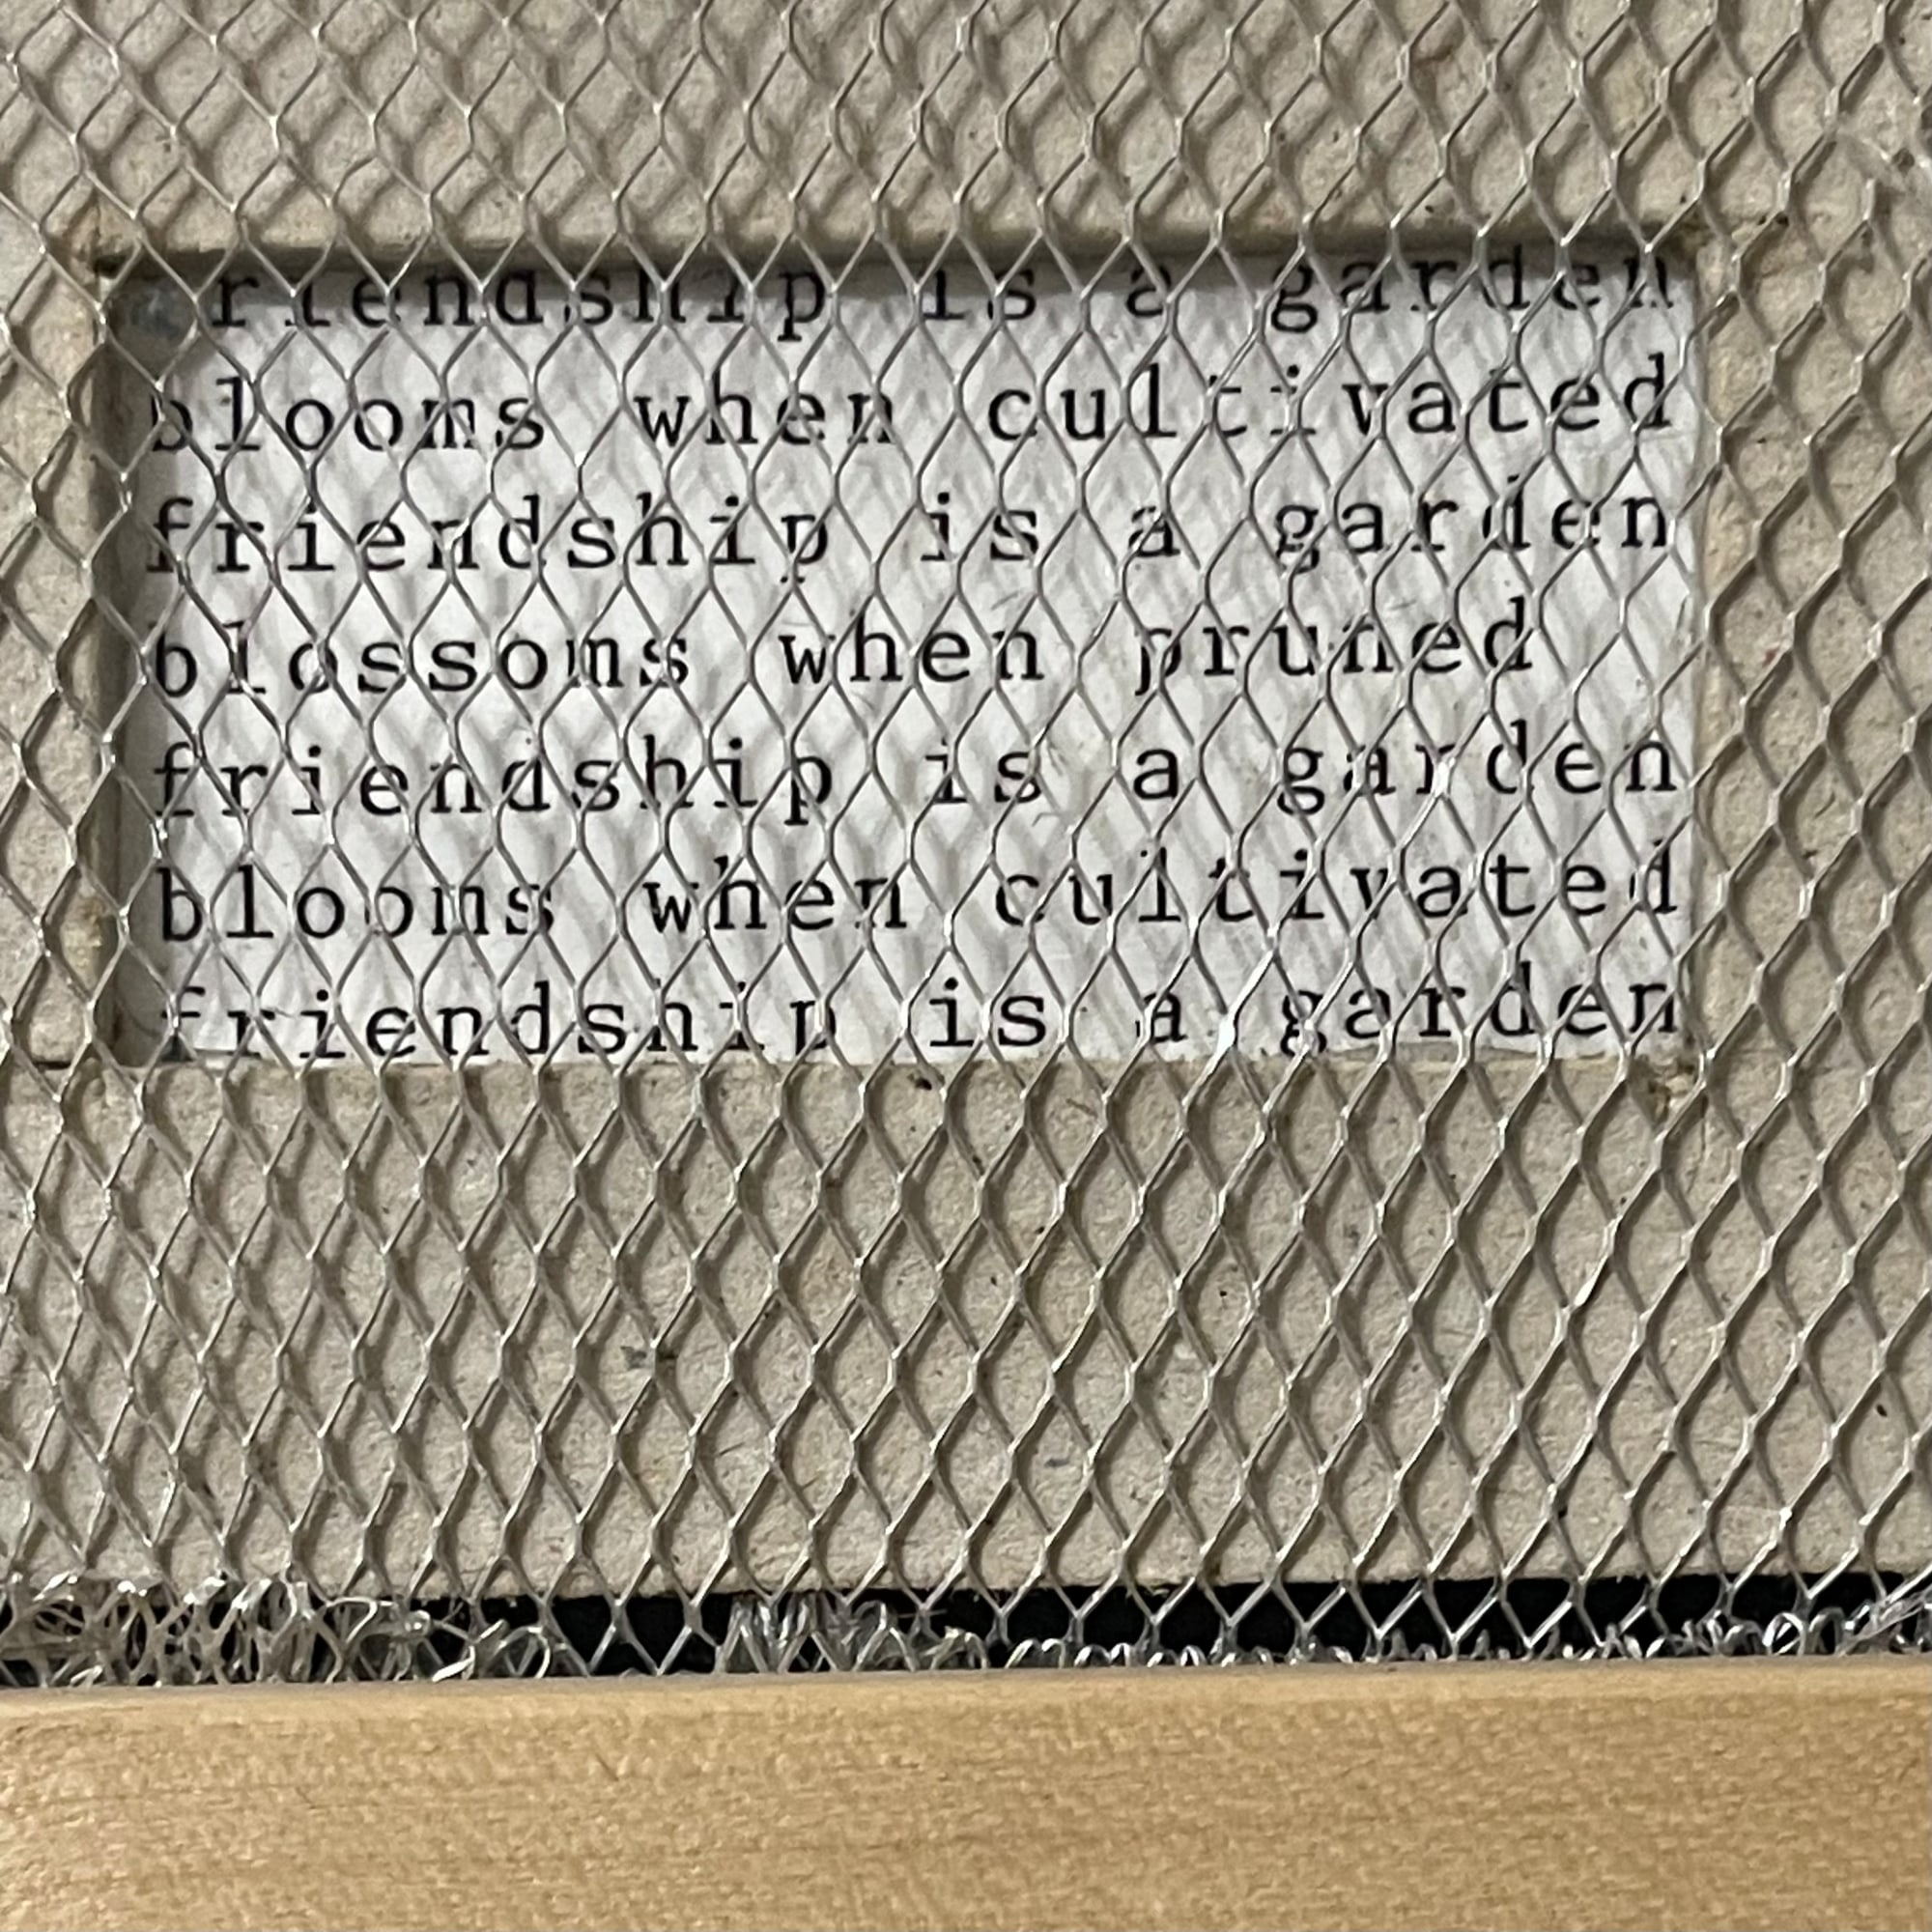 friendship is a garden
blooms when cultivated
friendship is a garden
blossoms when pruned
friendship is a garden
blooms when cultivated
friendship is a garden